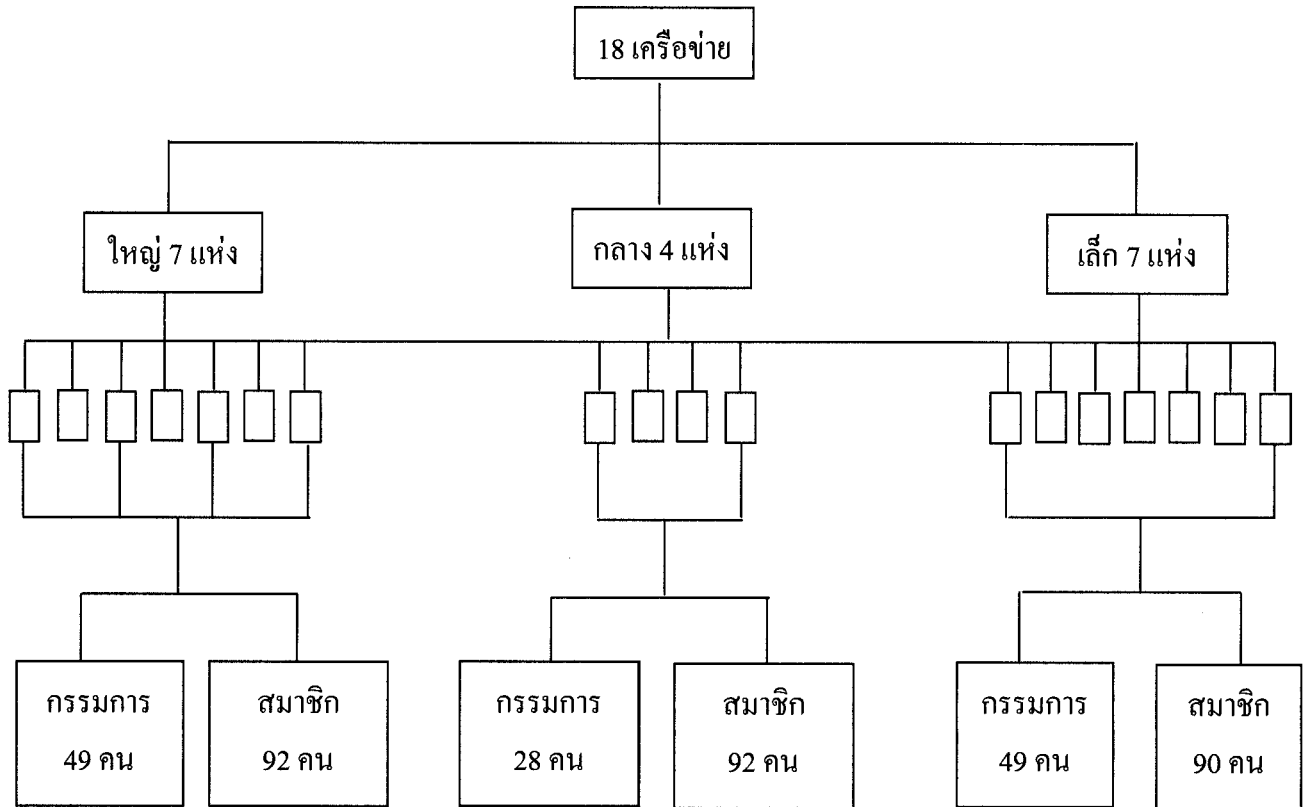 18 เครือข่าย
ใหญ่ 7 แห่ง
กลาง 4 แห่ง
เล็ก 7 แห่ง
กรรมการ
49 คน
สมาชิก
92 คน
กรรมการ
28 คน
สมาชิก
92 คน
กรรมการ
49 คน
สมาชิก
90 คน